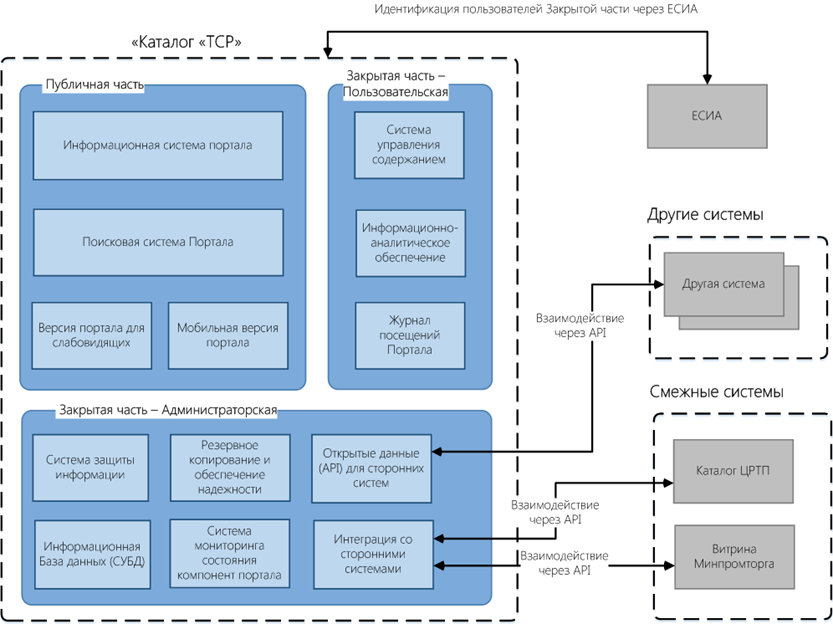 Идентификация пользователей Закрытой части через ЕСИА
«Каталог «ТСР»
Публичная часть
Информационная система портала
Поисковая система Портала
Версия портала для
слабовидящих
Мобильная версия
портала
Закрытая часть –
Пользовательская
Система
управления
содержанием
Информационно-
аналитическое
обеспечение
Журнал
посещений
Портала
ЕСИА
Другие системы
Другая система
Взаимодействие
через API
Закрытая часть – Администраторская
Система защиты
информации
Резервное
копирование и
обеспечение
надежности
Открытые данные
(API) для сторонних
систем
Информационная
База данных (СУБД)
Система
мониторинга
состояния
компонент портала
Интеграция со
сторонними
системами
Смежные системы
Каталог ЦРТП
Взаимодействие
через API
Взаимодействие
через API
Витрина
Минпромторга